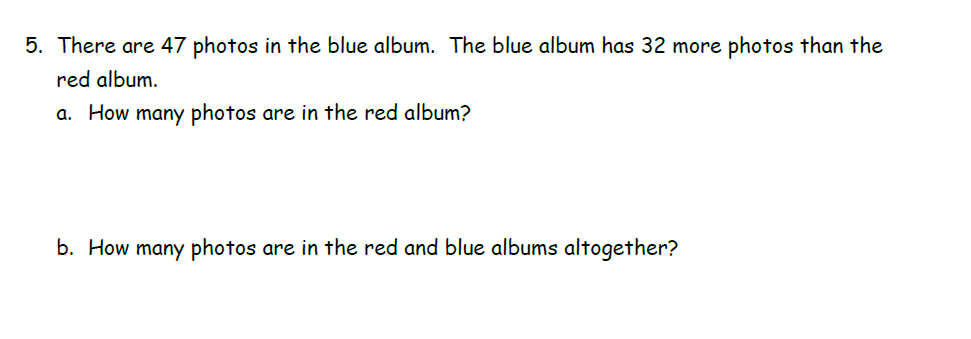 5. There are 47 photos in the blue album. The blue album has 32 more photos than the
red album.
a. How many photos are in the red album?
b. How many photos are in the red and blue albums altogether?